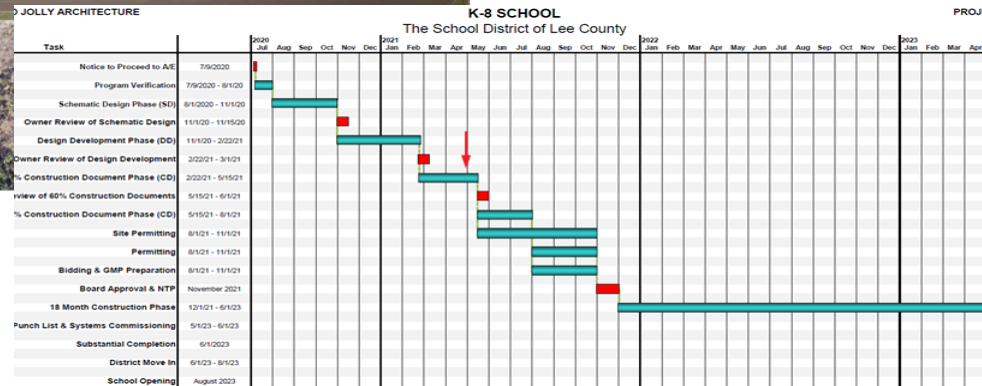 D JOLLY ARCHITECTURE K-8 SCHOOL PROJ
The School District of Lee County
2020 2021 2022 2023
Task Jul Aug Sep Oct Nov Dec Jan Feb Mar Apr May Jun Jul Aug Sep Oct Nov Dec Jan Feb Mar Apr May Jun Jul Aug Sep Oct Nov Dec Jan Feb Mar Apr
Notice to Proceed to A/E 7/9/2020
Program Verification 7/9/2020 - 8/1/20
Schematic Design Phase (SD) 8/1/2020 - 11/1/20
Owner Review of Schematic Design 11/1/20 - 11/15/20
Design Development Phase (DD) 11/1/20 - 2/22/21
Owner Review of Design Development 2/22/21 - 3/1/21
% Construction Document Phase (CD) 2/22/21 - 5/15/21
view of 60% Construction Documents 5/15/21 - 6/1/21
% Construction Document Phase (CD) 5/15/21 - 8/1/21
Site Permitting 8/1/21 - 11/1/21
Permitting 8/1/21 - 11/1/21
Bidding & GMP Preparation 8/1/21 - 11/1/21
Board Approval & NTP November 2021
18 Month Construction Phase 12/1/21 - 6/1/23
Punch List & Systems Commissioning 5/1/23 - 6/1/23
Substantial Completion 6/1/2023
District Move In 6/1/23 - 8/1/23
School Opening August 2023